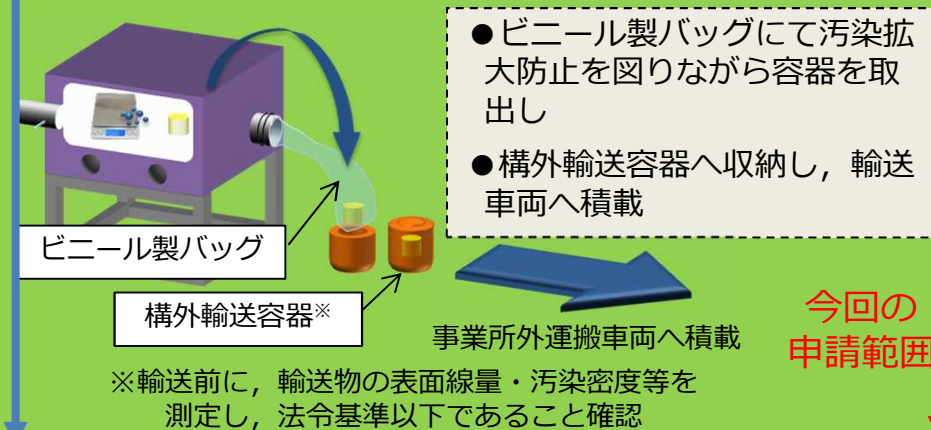 ●ビニール製バッグにて汚染拡
大防止を図りながら容器を取
出し
●構外輸送容器へ収納し，輸送
車両へ積載
ビニール製バッグ
構外輸送容器※
事業所外運搬車両へ積載
今回の
申請範囲
※輸送前に，輸送物の表面線量・汚染密度等を
測定し，法令基準以下であること確認